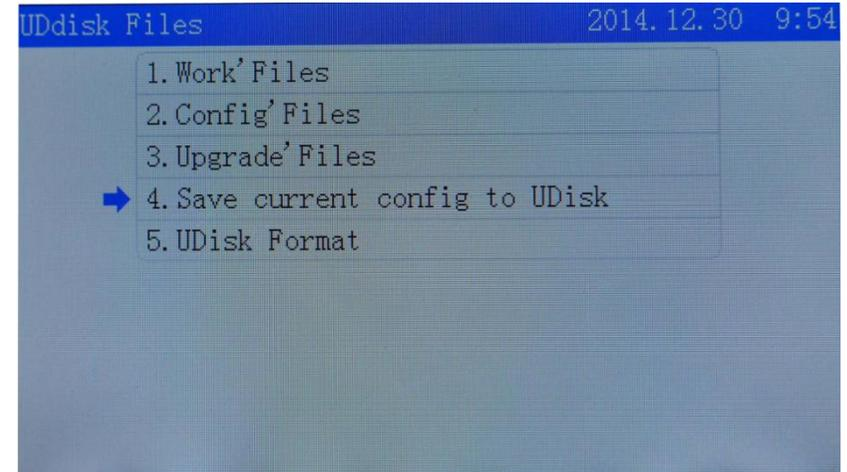 UDdisk Files 2014.12.30 9:54
1.Work'Files
2.Config'Files
3.Upgrade'Files
4.Save current config to UDisk
5.UDisk Format